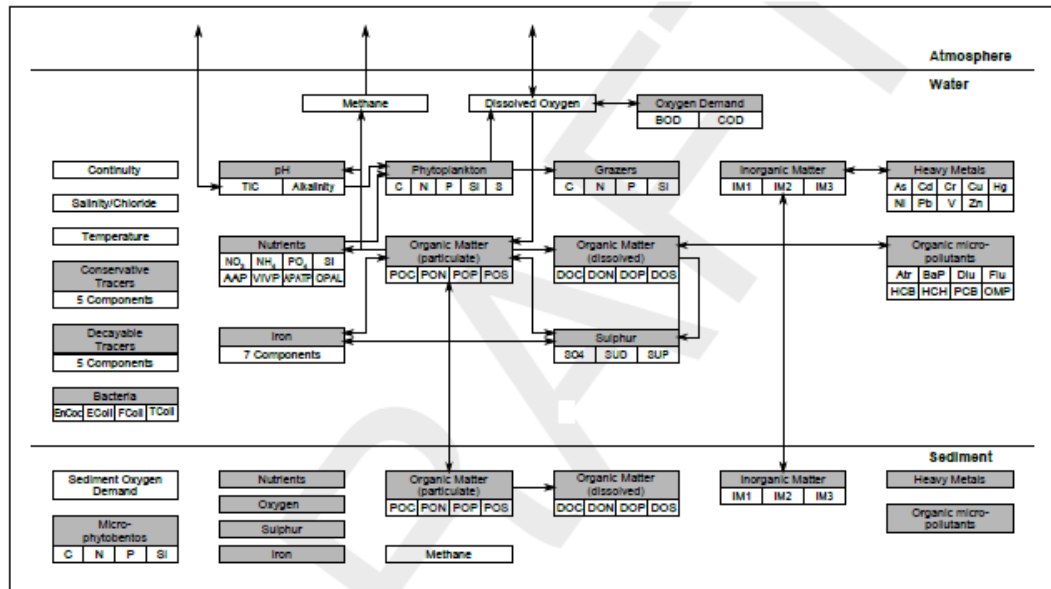 Atmosphere
Water
Methane
Dissolved Oxygen
Oxygen Demand
BOD COD
Continuity
Salinity/Chloride
Temperature
Conservative
Tracers
5 Components
Decayable
Tracers
5 Components
Bacteria
EnCoc EColi FColi TColi
pH
TIC Alkalinity
Phytoplankton
C N P Si S
Grazers
C N P Si
Inorganic Matter
IM1 IM2 IM3
Heavy Metals
As Cd Cr Cu Hg
Ni Pb V Zn
Nutrients
NO3 NH4 PO4 Si
AAP VIVP APATP OPAL
Organic Matter
(particulate)
POC PON POP POS
Organic Matter
(dissolved)
DOC DON DOP DOS
Organic micro-
pollutants
Atr BaP Diu Flu
HCB HCH PCB OMP
Iron
7 Components
Sulphur
SO4 SUD SUP
Sediment
Sediment Oxygen
Demand
Micro-
phytobentos
C N P Si
Nutrients
Oxygen
Sulphur
Iron
Organic Matter
(particulate)
POC PON POP POS
Methane
Organic Matter
(dissolved)
DOC DON DOP DOS
Inorganic Matter
IM1 IM2 IM3
Heavy Metals
Organic micro-
pollutants
DRAFT